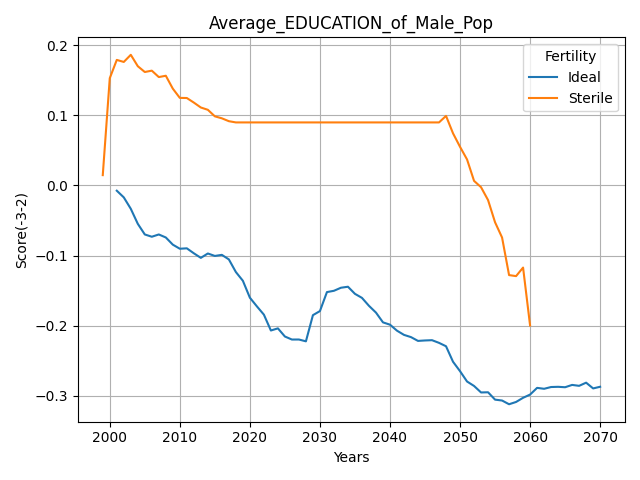 Average_EDUCATION_of_Male_Pop
Fertility
Ideal
Sterile
Score(-3-2)
0.2
0.1
0.0
−0.1
−0.2
−0.3
2000 2010 2020 2030 2040 2050 2060 2070
Years